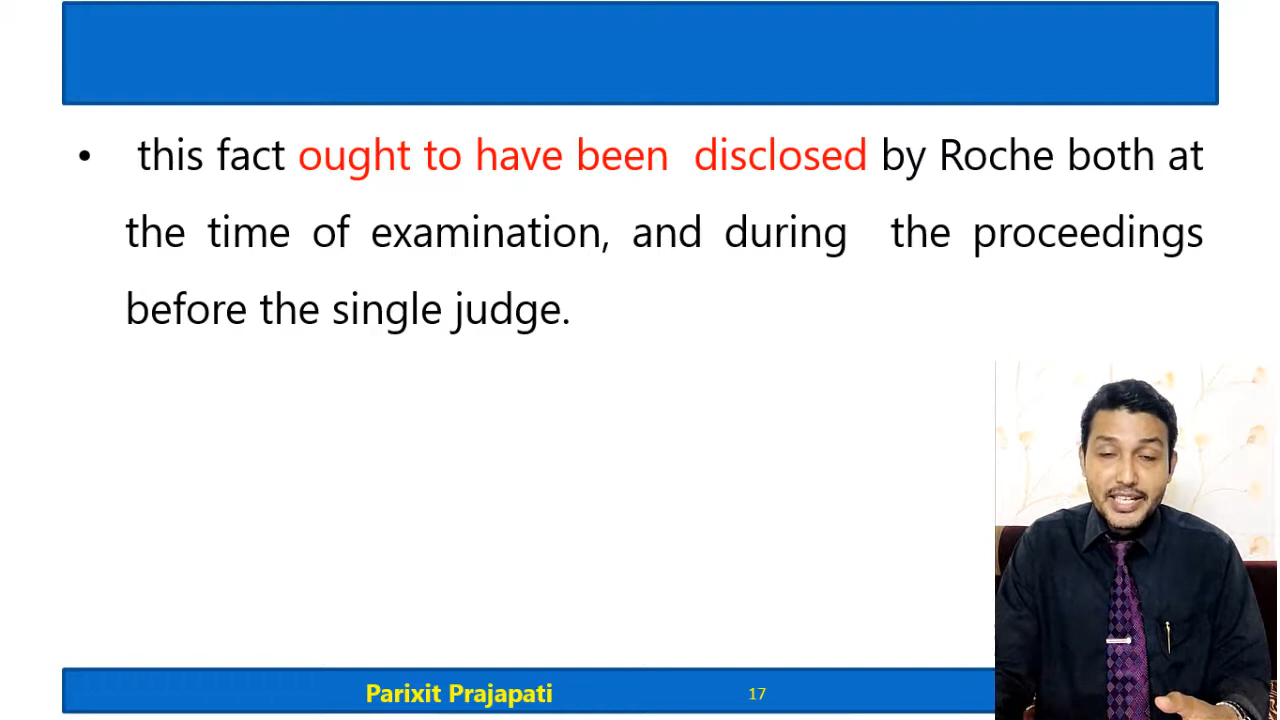 • this fact ought to have been disclosed by Roche both at
the time of examination, and during the proceedings
before the single judge.
Parixit Prajapati 17